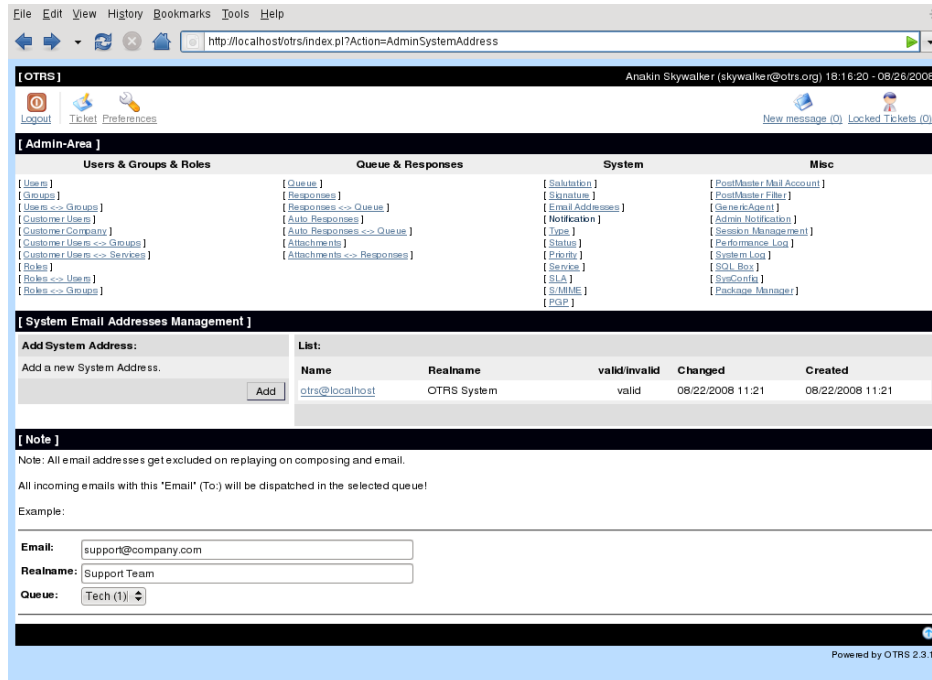 File Edit View History Bookmarks Tools Help
http://localhost/otrs/index.pl?Action=AdminSystemAddress
[ OTRS ] Anakin Skywalker (skywalker@otrs.org) 18:16:20 - 08/26/2008
Logout Ticket Preferences New message (0) Locked Tickets (0)
[ Admin-Area ]
Users & Groups & Roles Queue & Responses System Misc
[ Users ] [ Queue ] [ Salutation ] [ PostMaster Mail Account ]
[ Groups ] [ Responses ] [ Signature ] [ PostMaster Filter ]
[ Users <-> Groups ] [ Responses <-> Queue ] [ Email Addresses ] [ GenericAgent ]
[ Customer Users ] [ Auto Responses ] [ Notification ] [ Admin Notification ]
[ Customer Company ] [ Auto Responses <-> Queue ] [ Type ] [ Session Management ]
[ Customer Users <-> Groups ] [ Attachments ] [ Status ] [ Performance Log ]
[ Customer Users <-> Services ] [ Attachments <-> Responses ] [ Priority ] [ System Log ]
[ Roles ] [ Service ] [ SQL Box ]
[ Roles <-> Users ] [ SLA ] [ SysConfig ]
[ Roles <-> Groups ] [ S/MIME ] [ Package Manager ]
[ PGP ]
[ System Email Addresses Management ]
Add System Address: List:
Add a new System Address. Name Realname valid/invalid Changed Created
Add otrs@localhost OTRS System valid 08/22/2008 11:21 08/22/2008 11:21
[ Note ]
Note: All email addresses get excluded on replaying on composing and email.
All incoming emails with this "Email" (To:) will be dispatched in the selected queue!
Example:
Email: support@company.com
Realname: Support Team
Queue: Tech (1)
Powered by OTRS 2.3.1